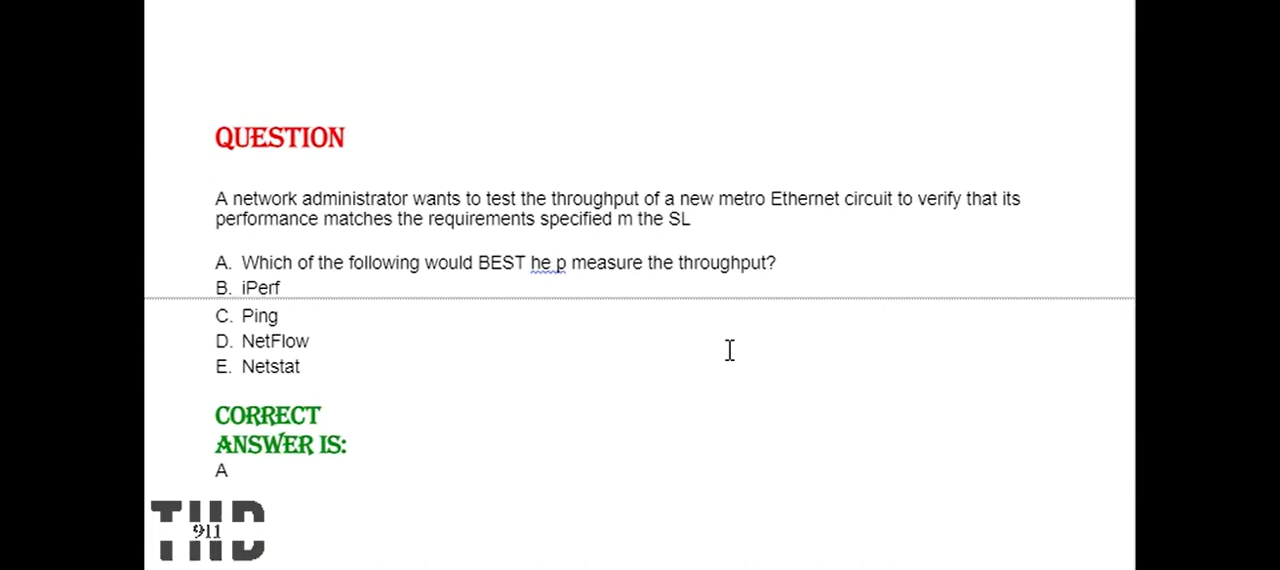 QUESTION
A network administrator wants to test the throughput of a new metro Ethernet circuit to verify that its
performance matches the requirements specified m the SL
A. Which of the following would BEST he p measure the throughput?
B. iPerf
C. Ping
D. NetFlow
E. Netstat
CORRECT
ANSWER IS:
A
THD
911